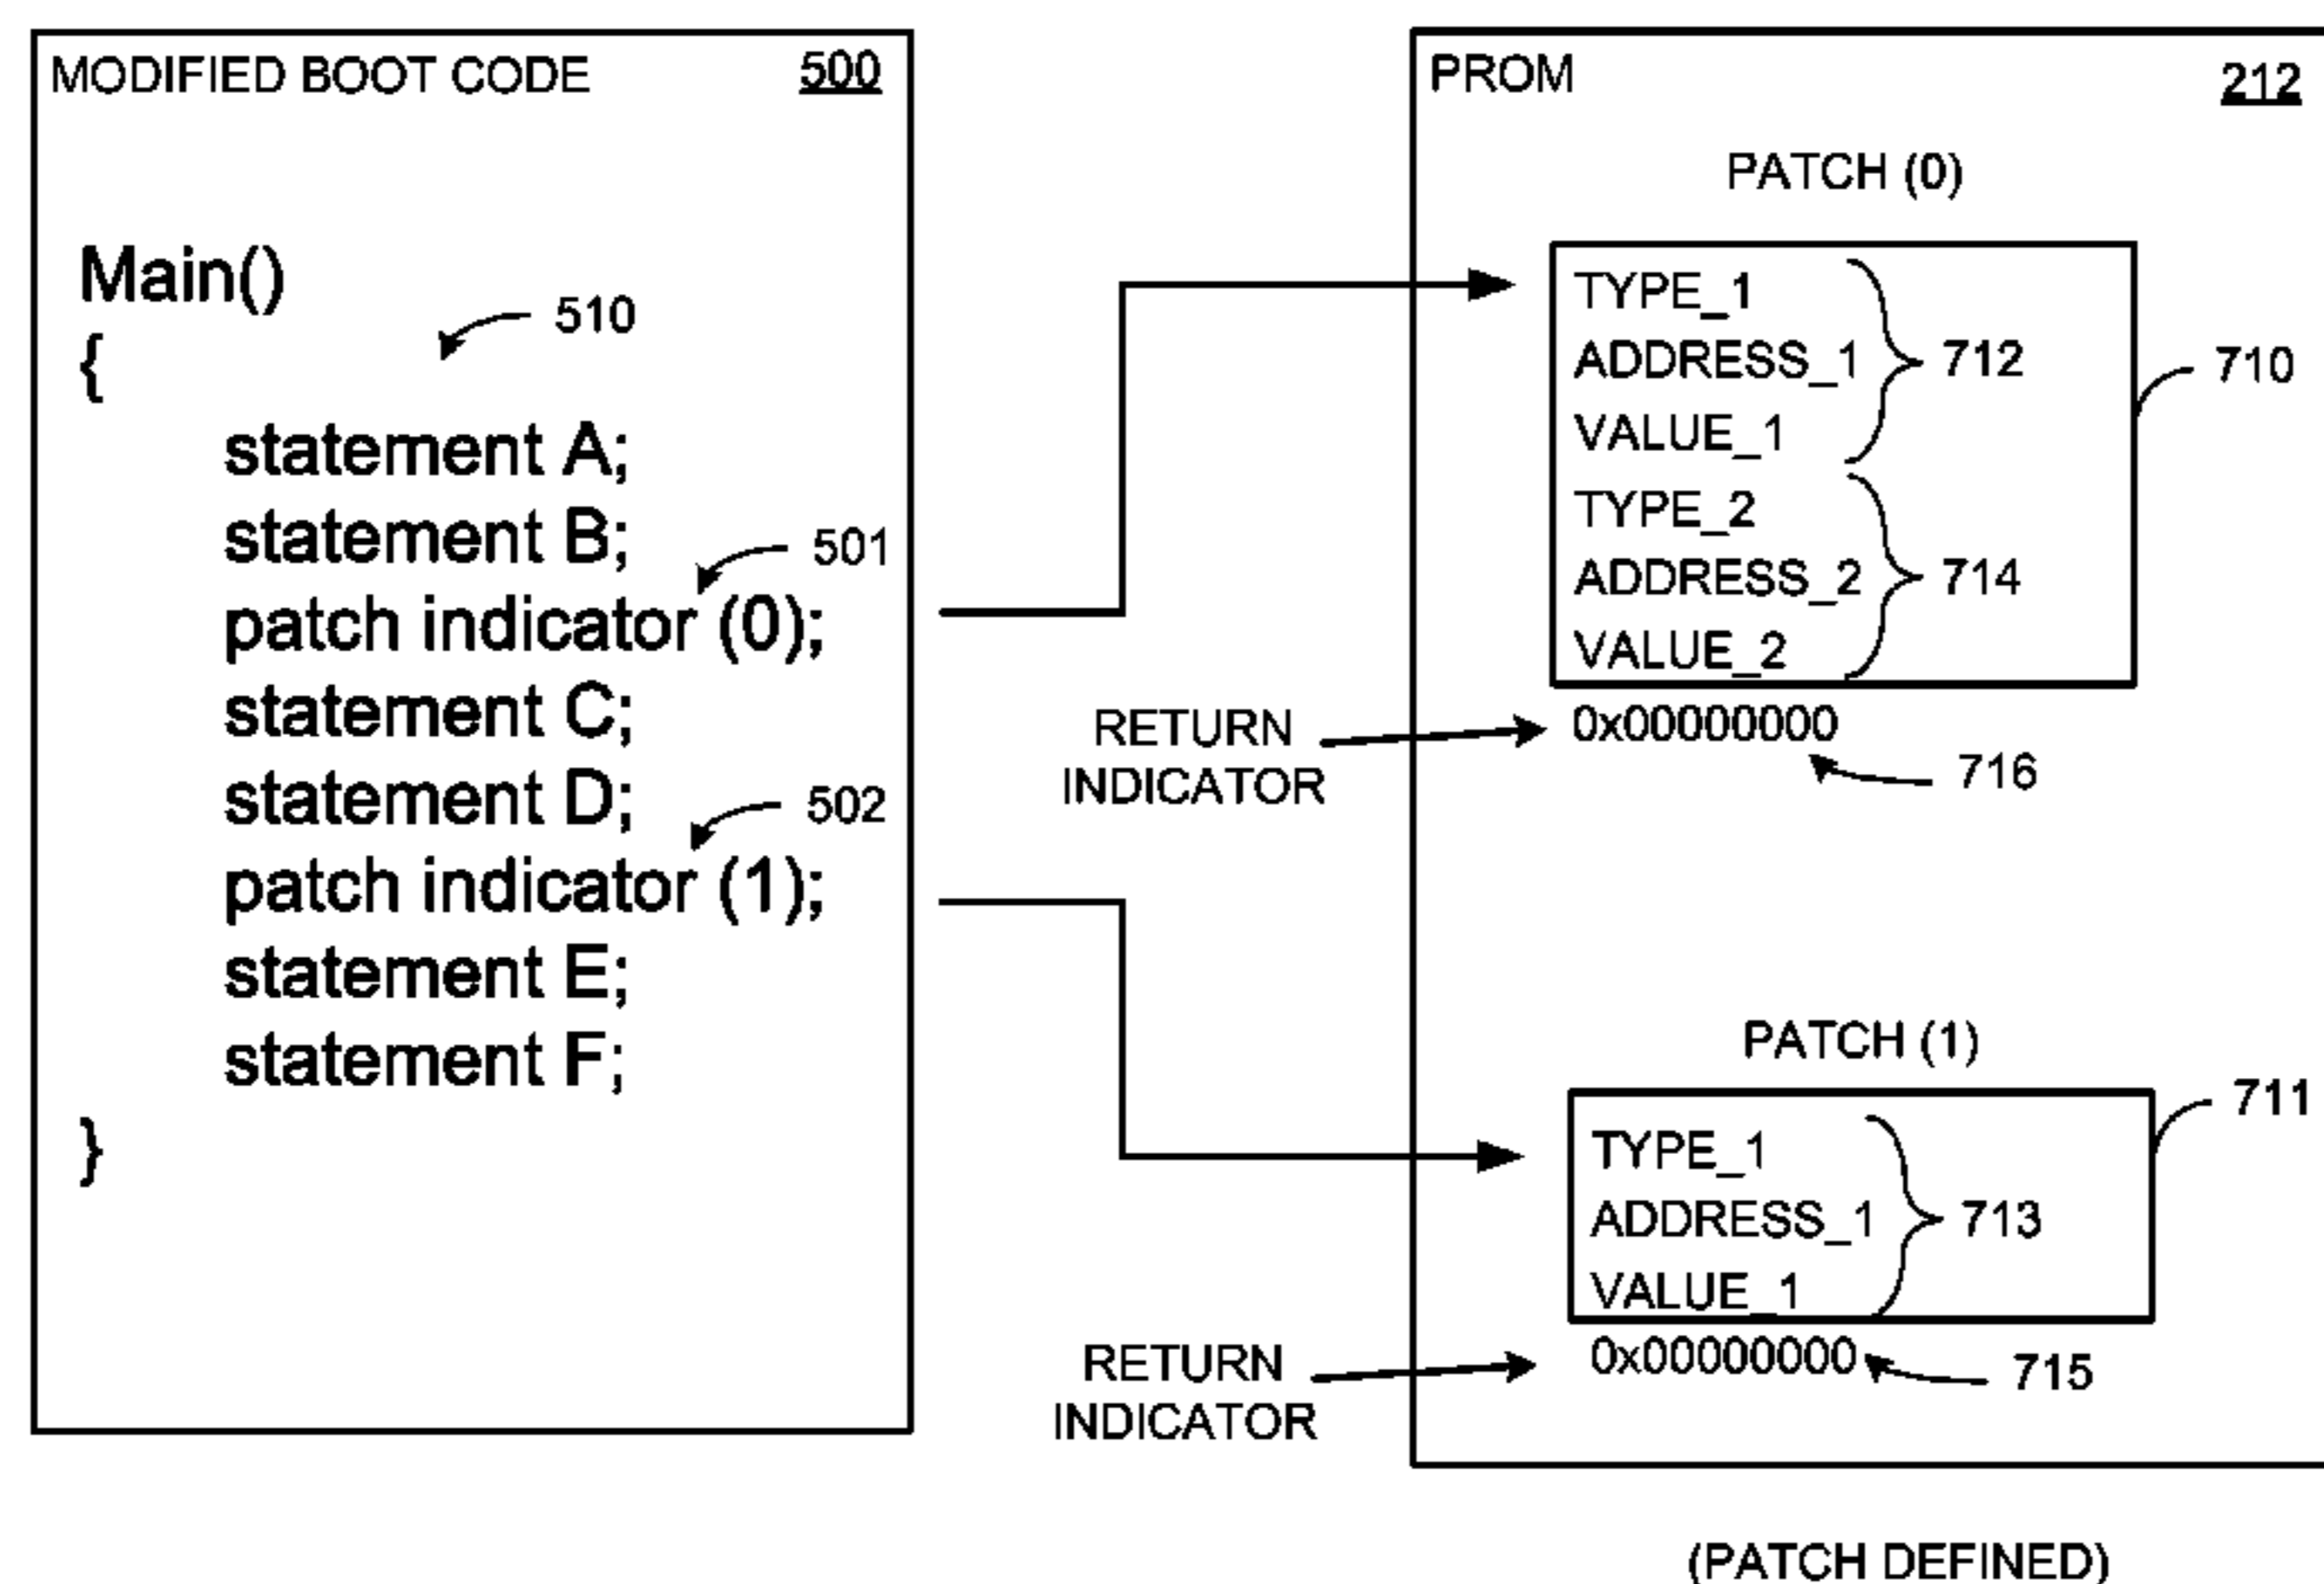 MODIFIED BOOT CODE 500
Main()
{
510
statement A;
statement B;
501
patch indicator (0);
statement C;
statement D;
502
patch indicator (1);
statement E;
statement F;
}
PROM 212
PATCH (0)
TYPE_1
ADDRESS_1
VALUE_1
712
TYPE_2
ADDRESS_2
VALUE_2
714
710
RETURN
INDICATOR
0x00000000
716
PATCH (1)
TYPE_1
ADDRESS_1
VALUE_1
713
711
RETURN
INDICATOR
0x00000000
715
(PATCH DEFINED)